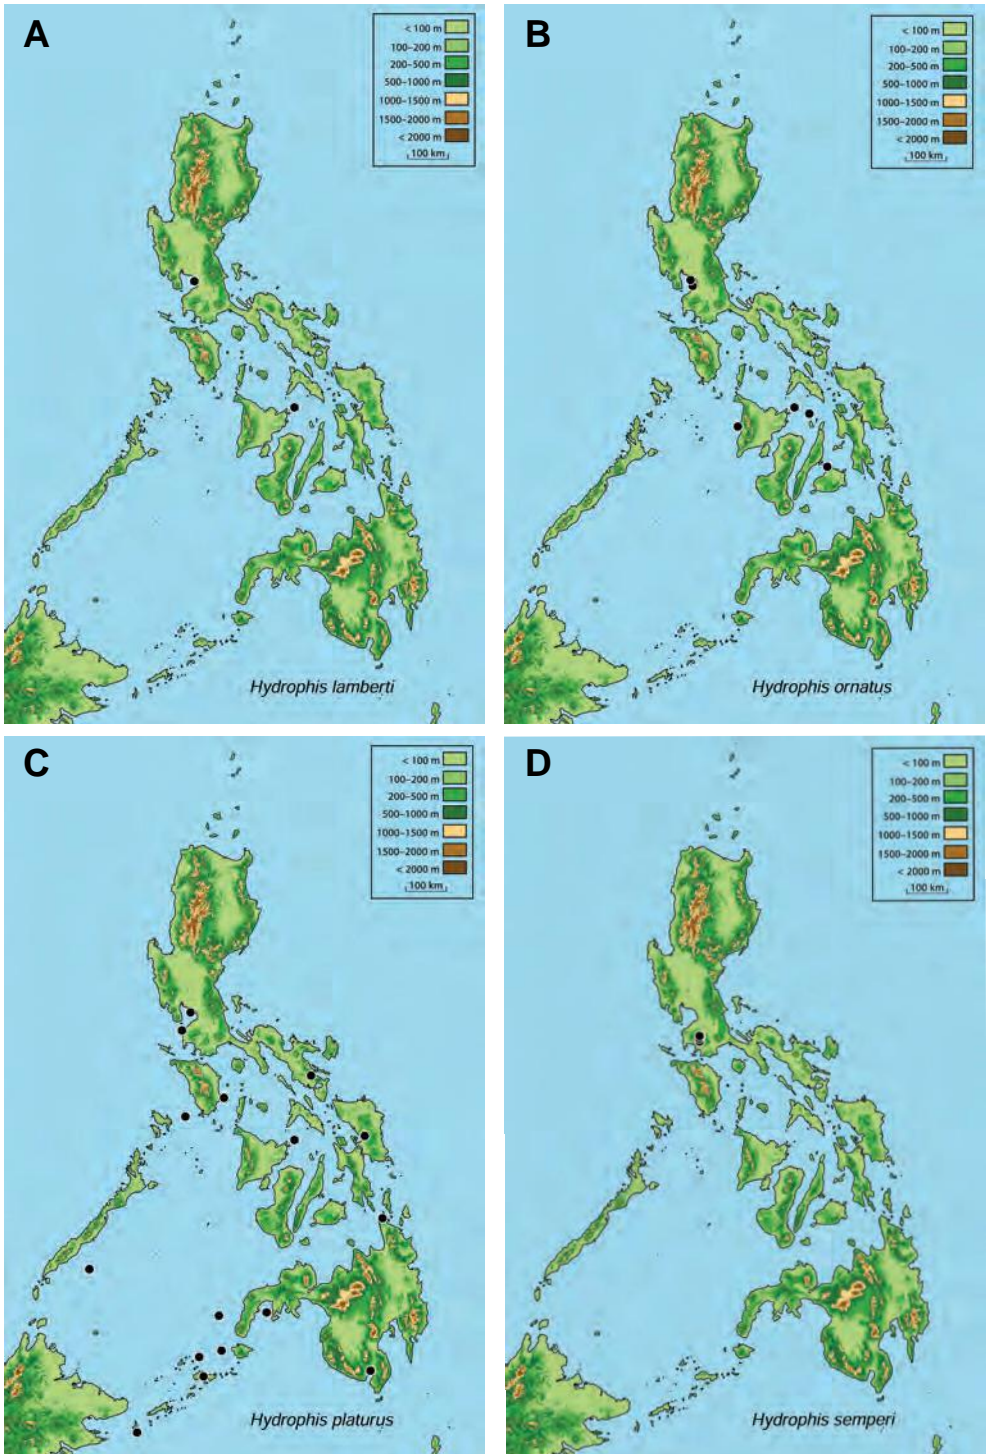 A
< 100 m
100–200 m
200–500 m
500–1000 m
1000–1500 m
1500–2000 m
< 2000 m
100 km
Hydrophis lamberti
B
< 100 m
100–200 m
200–500 m
500–1000 m
1000–1500 m
1500–2000 m
< 2000 m
100 km
Hydrophis ornatus
C
< 100 m
100–200 m
200–500 m
500–1000 m
1000–1500 m
1500–2000 m
< 2000 m
100 km
Hydrophis platurus
D
< 100 m
100–200 m
200–500 m
500–1000 m
1000–1500 m
1500–2000 m
< 2000 m
100 km
Hydrophis semperi